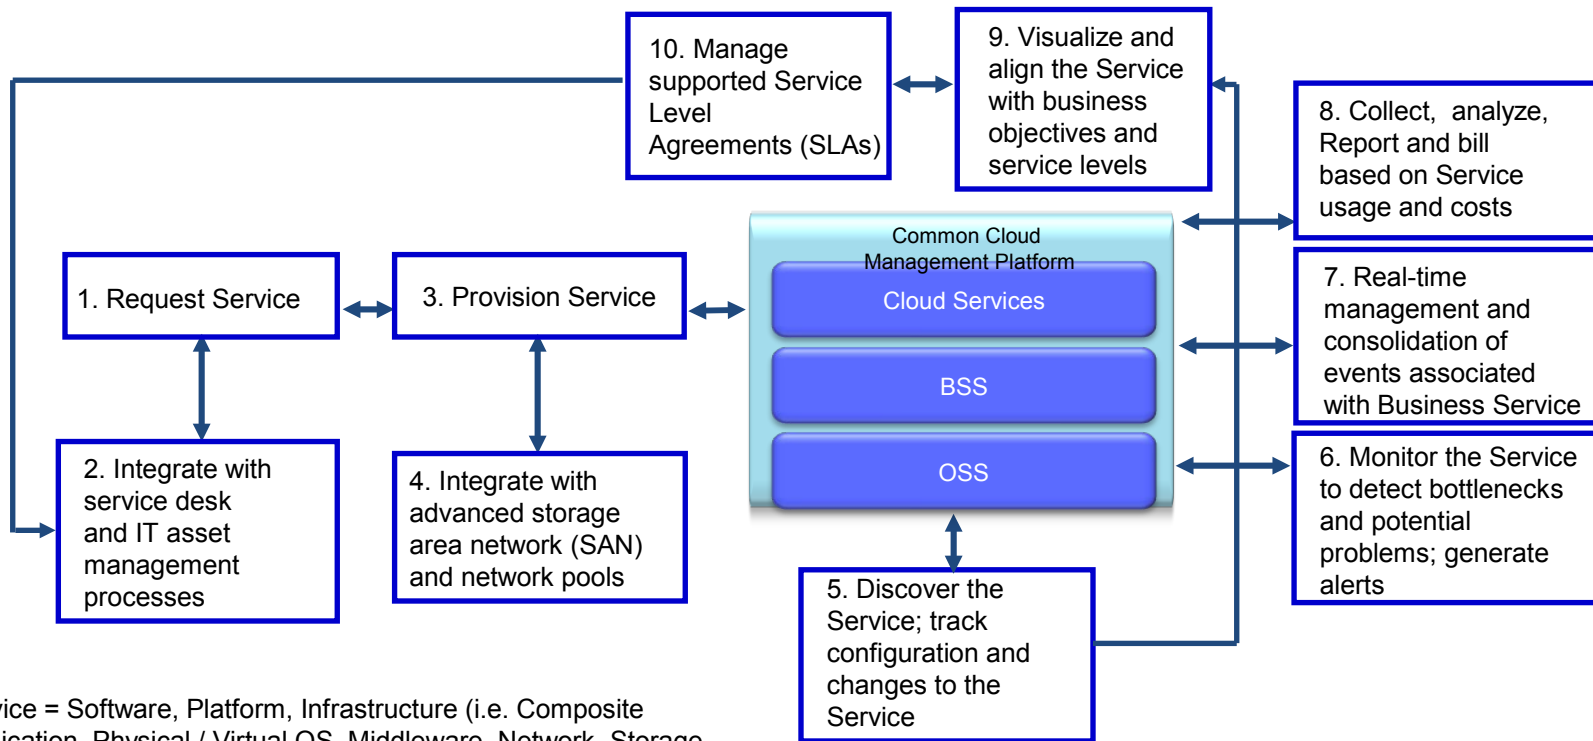 10. Manage
supported Service
Level
Agreements (SLAs)
9. Visualize and
align the Service
with business
objectives and
service levels
8. Collect, analyze,
Report and bill
based on Service
usage and costs
Common Cloud
Management Platform
Cloud Services
BSS
OSS
1. Request Service
3. Provision Service
7. Real-time
management and
consolidation of
events associated
with Business Service
2. Integrate with
service desk
and IT asset
management
processes
4. Integrate with
advanced storage
area network (SAN)
and network pools
6. Monitor the Service
to detect bottlenecks
and potential
problems; generate
alerts
5. Discover the
Service; track
configuration and
changes to the
Service
= Software, Platform, Infrastructure (i.e. Composite
Physical / Virtual OS, Middleware, Network, Storage